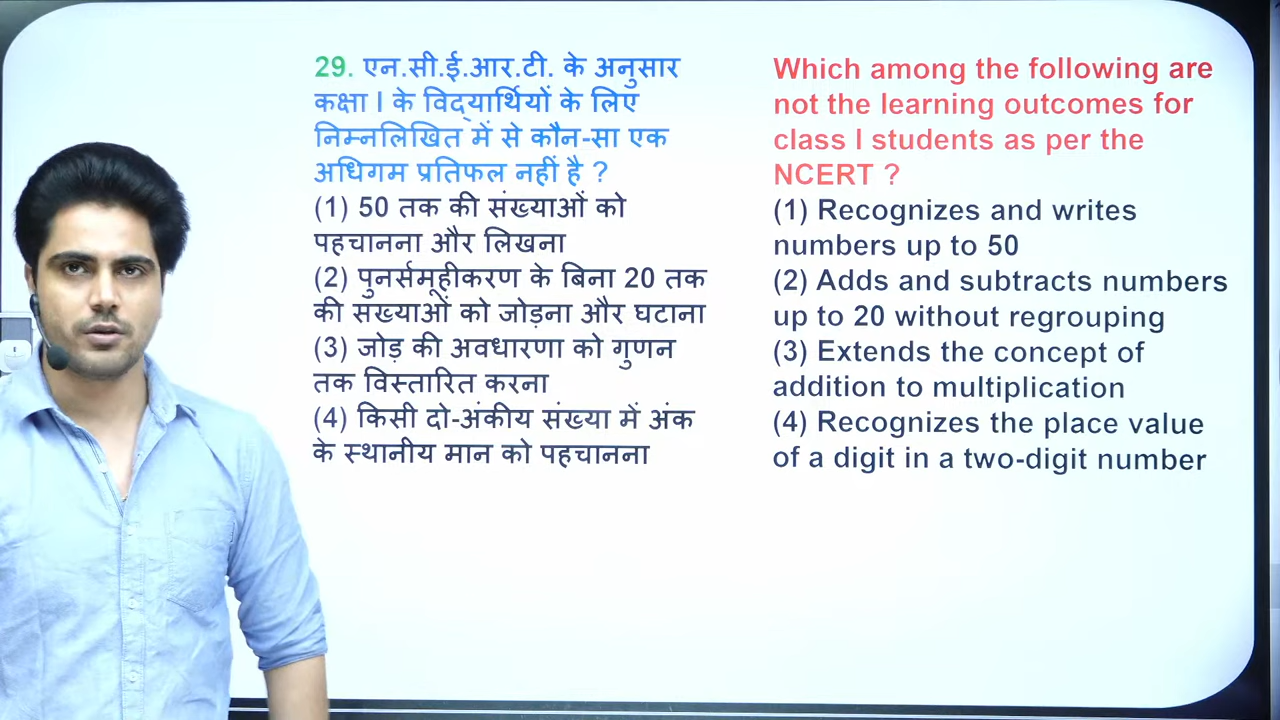 29. एन.सी.ई.आर.टी. के अनुसार
कक्षा I के विद्यार्थियों के लिए
निम्नलिखित में से कौन-सा एक
अधिगम प्रतिफल नहीं है ?
(1) 50 तक की संख्याओं को
पहचानना और लिखना
(2) पुनर्समूहीकरण के बिना 20 तक
की संख्याओं को जोड़ना और घटाना
(3) जोड़ की अवधारणा को गुणन
तक विस्तारित करना
(4) किसी दो-अंकीय संख्या में अंक
के स्थानीय मान को पहचानना
Which among the following are
not the learning outcomes for
class I students as per the
NCERT ?
(1) Recognizes and writes
numbers up to 50
(2) Adds and subtracts numbers
up to 20 without regrouping
(3) Extends the concept of
addition to multiplication
(4) Recognizes the place value
of a digit in a two-digit number